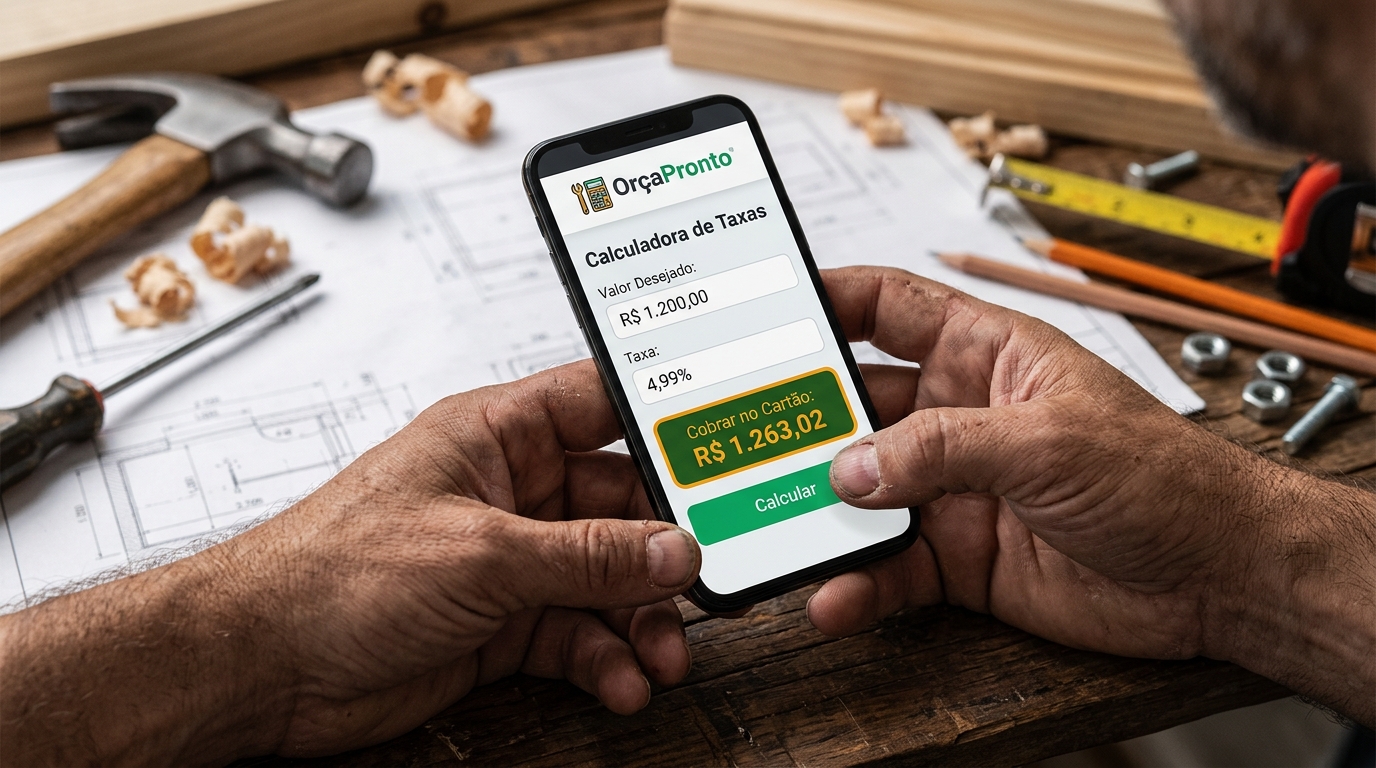 OrçaPronto®
Calculadora de Taxas
Valor Desejado:
R$ 1.200,00
Taxa:
4,99%
Cobrar no Cartão:
R$ 1.263,02
Calcular